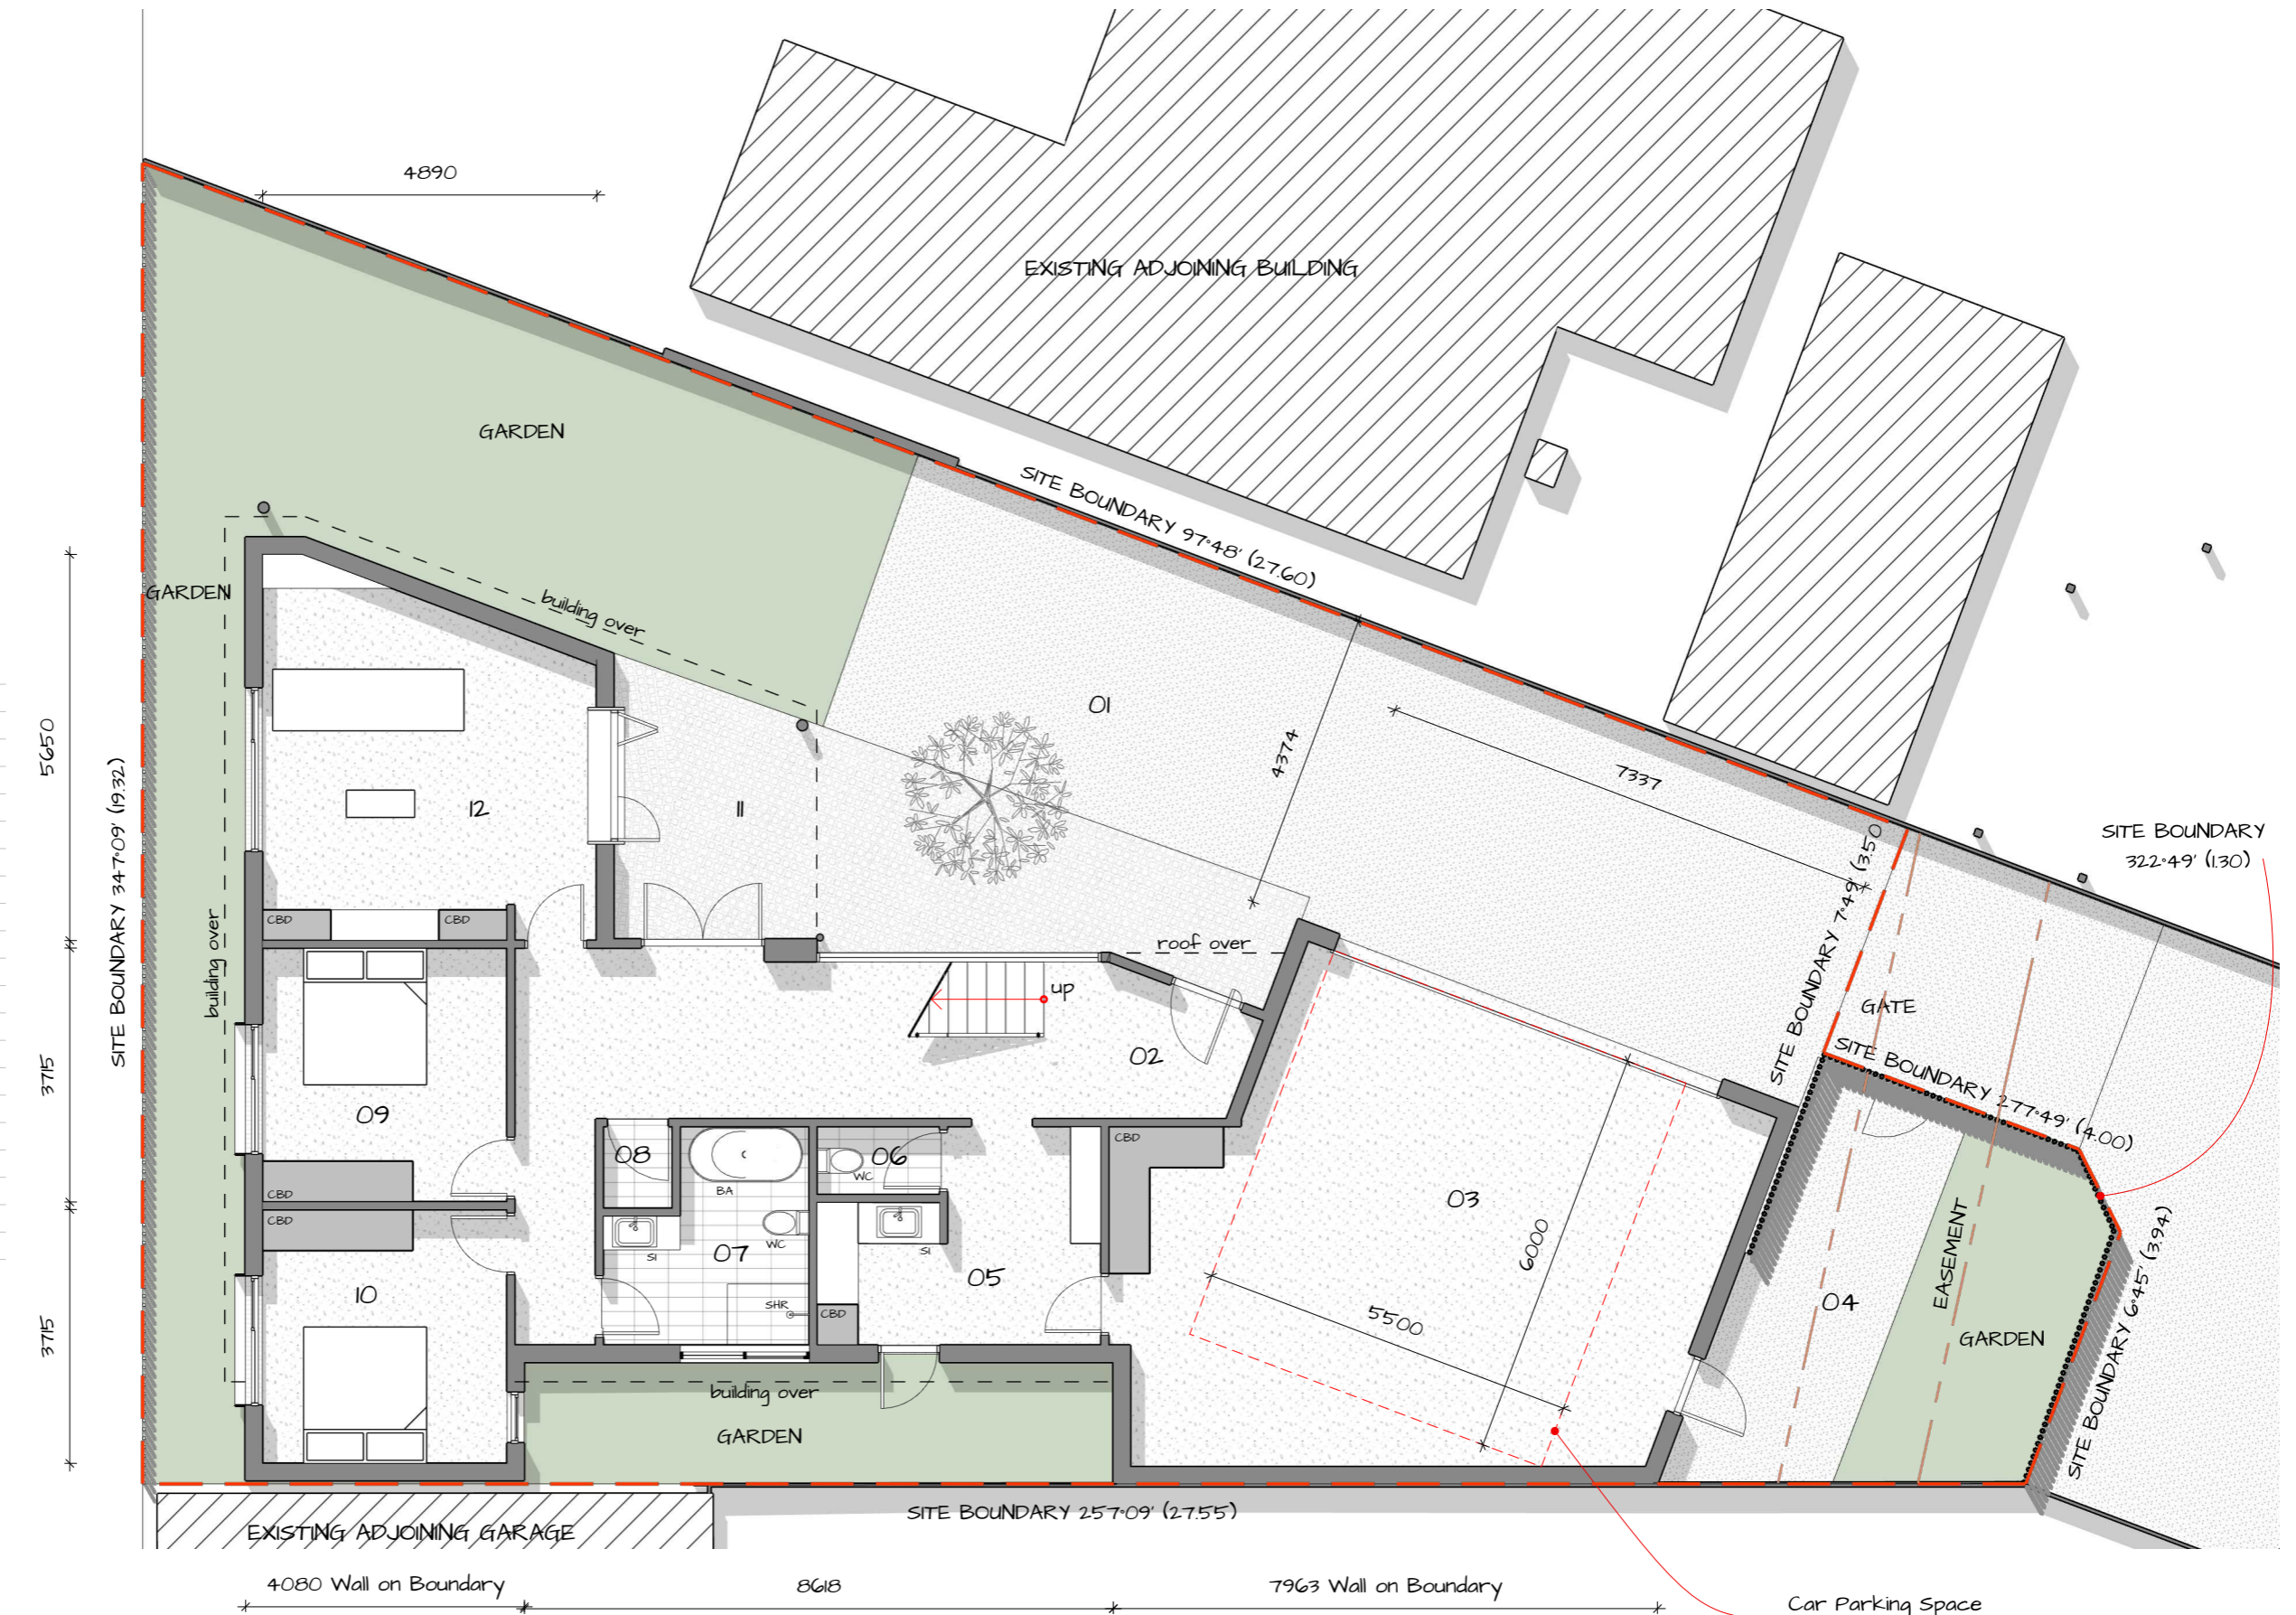 4890
EXISTING ADJOINING BUILDING
GARDEN
SITE BOUNDARY 97°48' (27.60)
GARDEN
building over
5650
SITE BOUNDARY 347°09' (19.32)
01
4374
7337
12
11
SITE BOUNDARY
322°49' (1.30)
SITE BOUNDARY 7°49' (3.50
CBD
CBD
building over
roof over
up
GATE
02
SITE BOUNDARY 277°49' (4.00)
3715
09
CBD
08
BA
06
WC
CBD
03
6000
EASEMENT
SITE BOUNDARY 6°45' (3.94)
CBD
SI
07
WC
SI
05
10
SHR
CBD
5500
04
GARDEN
3715
building over
GARDEN
SITE BOUNDARY 257°09' (27.55)
EXISTING ADJOINING GARAGE
4080 Wall on Boundary
8618
7963 Wall on Boundary
Car Parking Space